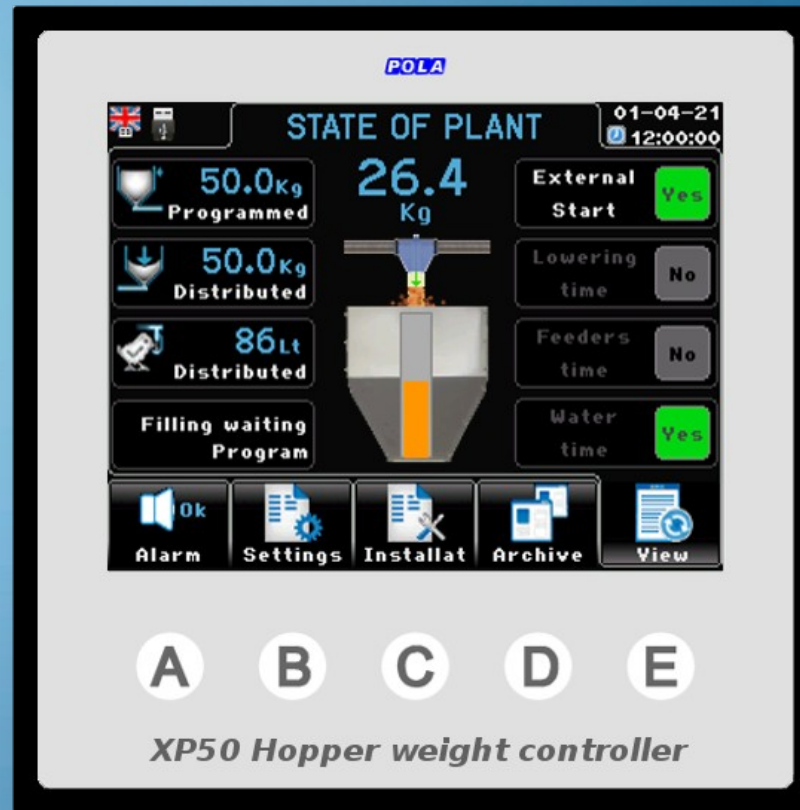 POLA
STATE OF PLANT
01-04-21
12:00:00
50.0Kg
Programmed
26.4
Kg
External
Start
Yes
50.0Kg
Distributed
Lowering
time
No
86Lt
Distributed
Feeders
time
No
Filling waiting
Program
Water
time
Yes
Ok
Alarm
Settings
Installat
Archive
View
A B C D E
XP50 Hopper weight controller